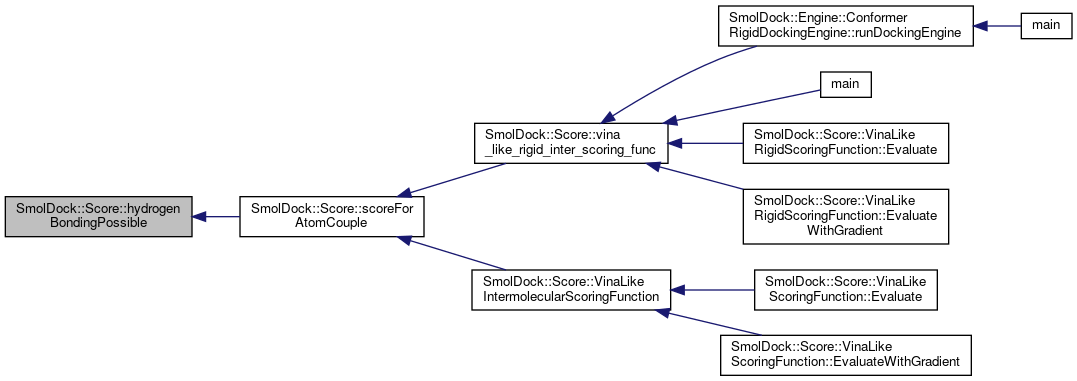 SmolDock::Score::hydrogen
BondingPossible
SmolDock::Score::scoreFor
AtomCouple
SmolDock::Score::vina
_like_rigid_inter_scoring_func
SmolDock::Engine::Conformer
RigidDockingEngine::runDockingEngine
main
main
SmolDock::Score::VinaLike
RigidScoringFunction::Evaluate
SmolDock::Score::VinaLike
RigidScoringFunction::Evaluate
WithGradient
SmolDock::Score::VinaLike
IntermolecularScoringFunction
SmolDock::Score::VinaLike
ScoringFunction::Evaluate
SmolDock::Score::VinaLike
ScoringFunction::EvaluateWithGradient